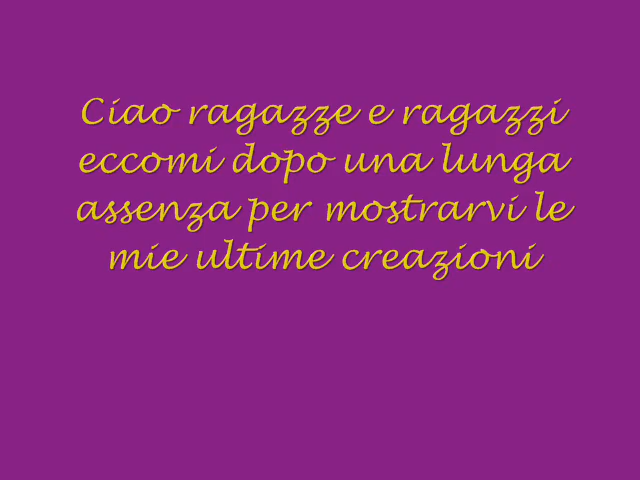 Ciao ragazze e ragazzi
eccomi dopo una lunga
assenza per mostrarvi le
mie ultime creazioni